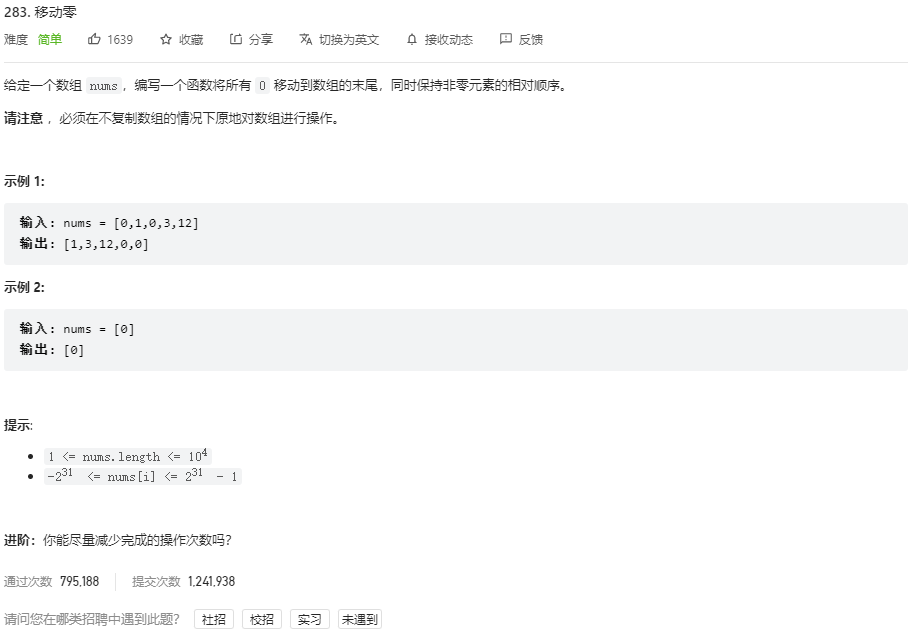 283. 移动零
难度 简单 1639 收藏 分享 切换为英文 接收动态 反馈
给定一个数组 nums ，编写一个函数将所有 0 移动到数组的末尾，同时保持非零元素的相对顺序。
请注意 ，必须在不复制数组的情况下原地对数组进行操作。
示例 1:
输入: nums = [0,1,0,3,12]
输出: [1,3,12,0,0]
示例 2:
输入: nums = [0]
输出: [0]
提示:
• 1 <= nums.length <= 10⁴
• -2³¹ <= nums[i] <= 2³¹ - 1
进阶：你能尽量减少完成的操作次数吗？
通过次数 795,188 提交次数 1,241,938
请问您在哪类招聘中遇到此题？ 社招 校招 实习 未遇到